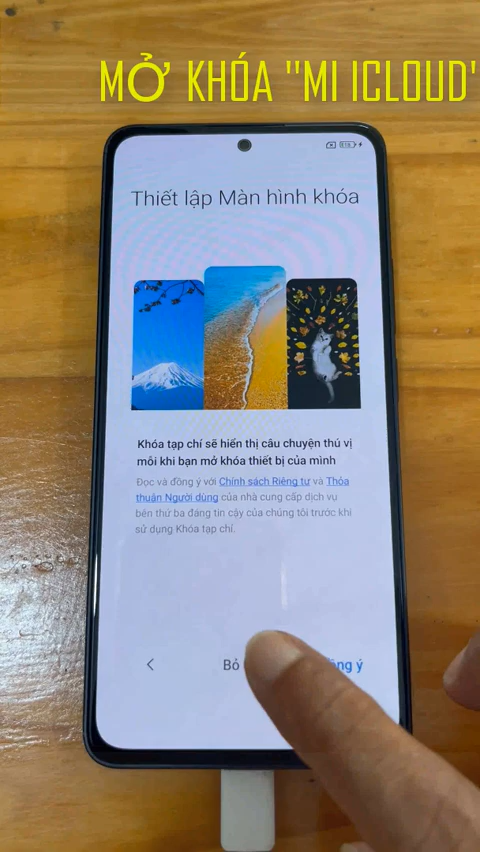 MỞ KHÓA "MI ICLOUD"
Thiết lập Màn hình khóa
Khóa tạp chí sẽ hiển thị câu chuyện thú vị
mỗi khi bạn mở khóa thiết bị của mình
Đọc và đồng ý với Chính sách Riêng tư và Thỏa
thuận Người dùng của nhà cung cấp dịch vụ
bên thứ ba đáng tin cậy của chúng tôi trước khi
sử dụng Khóa tạp chí.
Bỏ ý